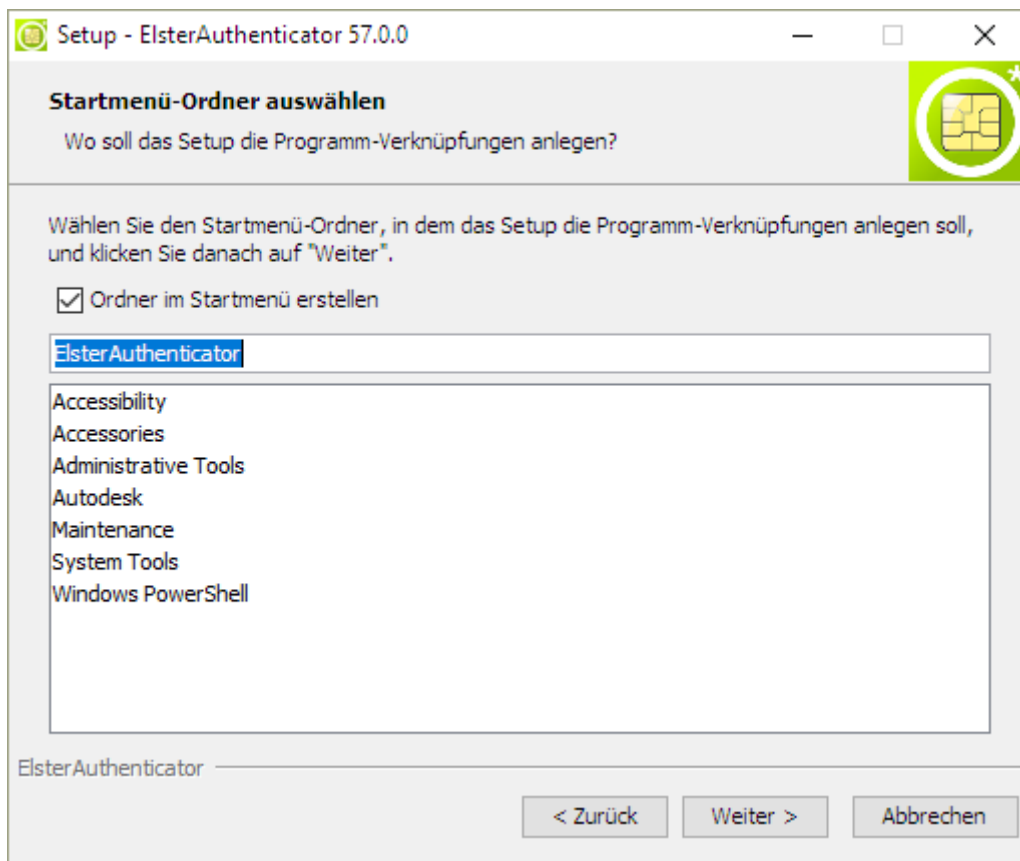 Setup - ElsterAuthenticator 57.0.0
Startmenü-Ordner auswählen
Wo soll das Setup die Programm-Verknüpfungen anlegen?
Wählen Sie den Startmenü-Ordner, in dem das Setup die Programm-Verknüpfungen anlegen soll,
und klicken Sie danach auf "Weiter".
Ordner im Startmenü erstellen
ElsterAuthenticator
Accessibility
Accessories
Administrative Tools
Autodesk
Maintenance
System Tools
Windows PowerShell
ElsterAuthenticator
< Zurück
Weiter >
Abbrechen